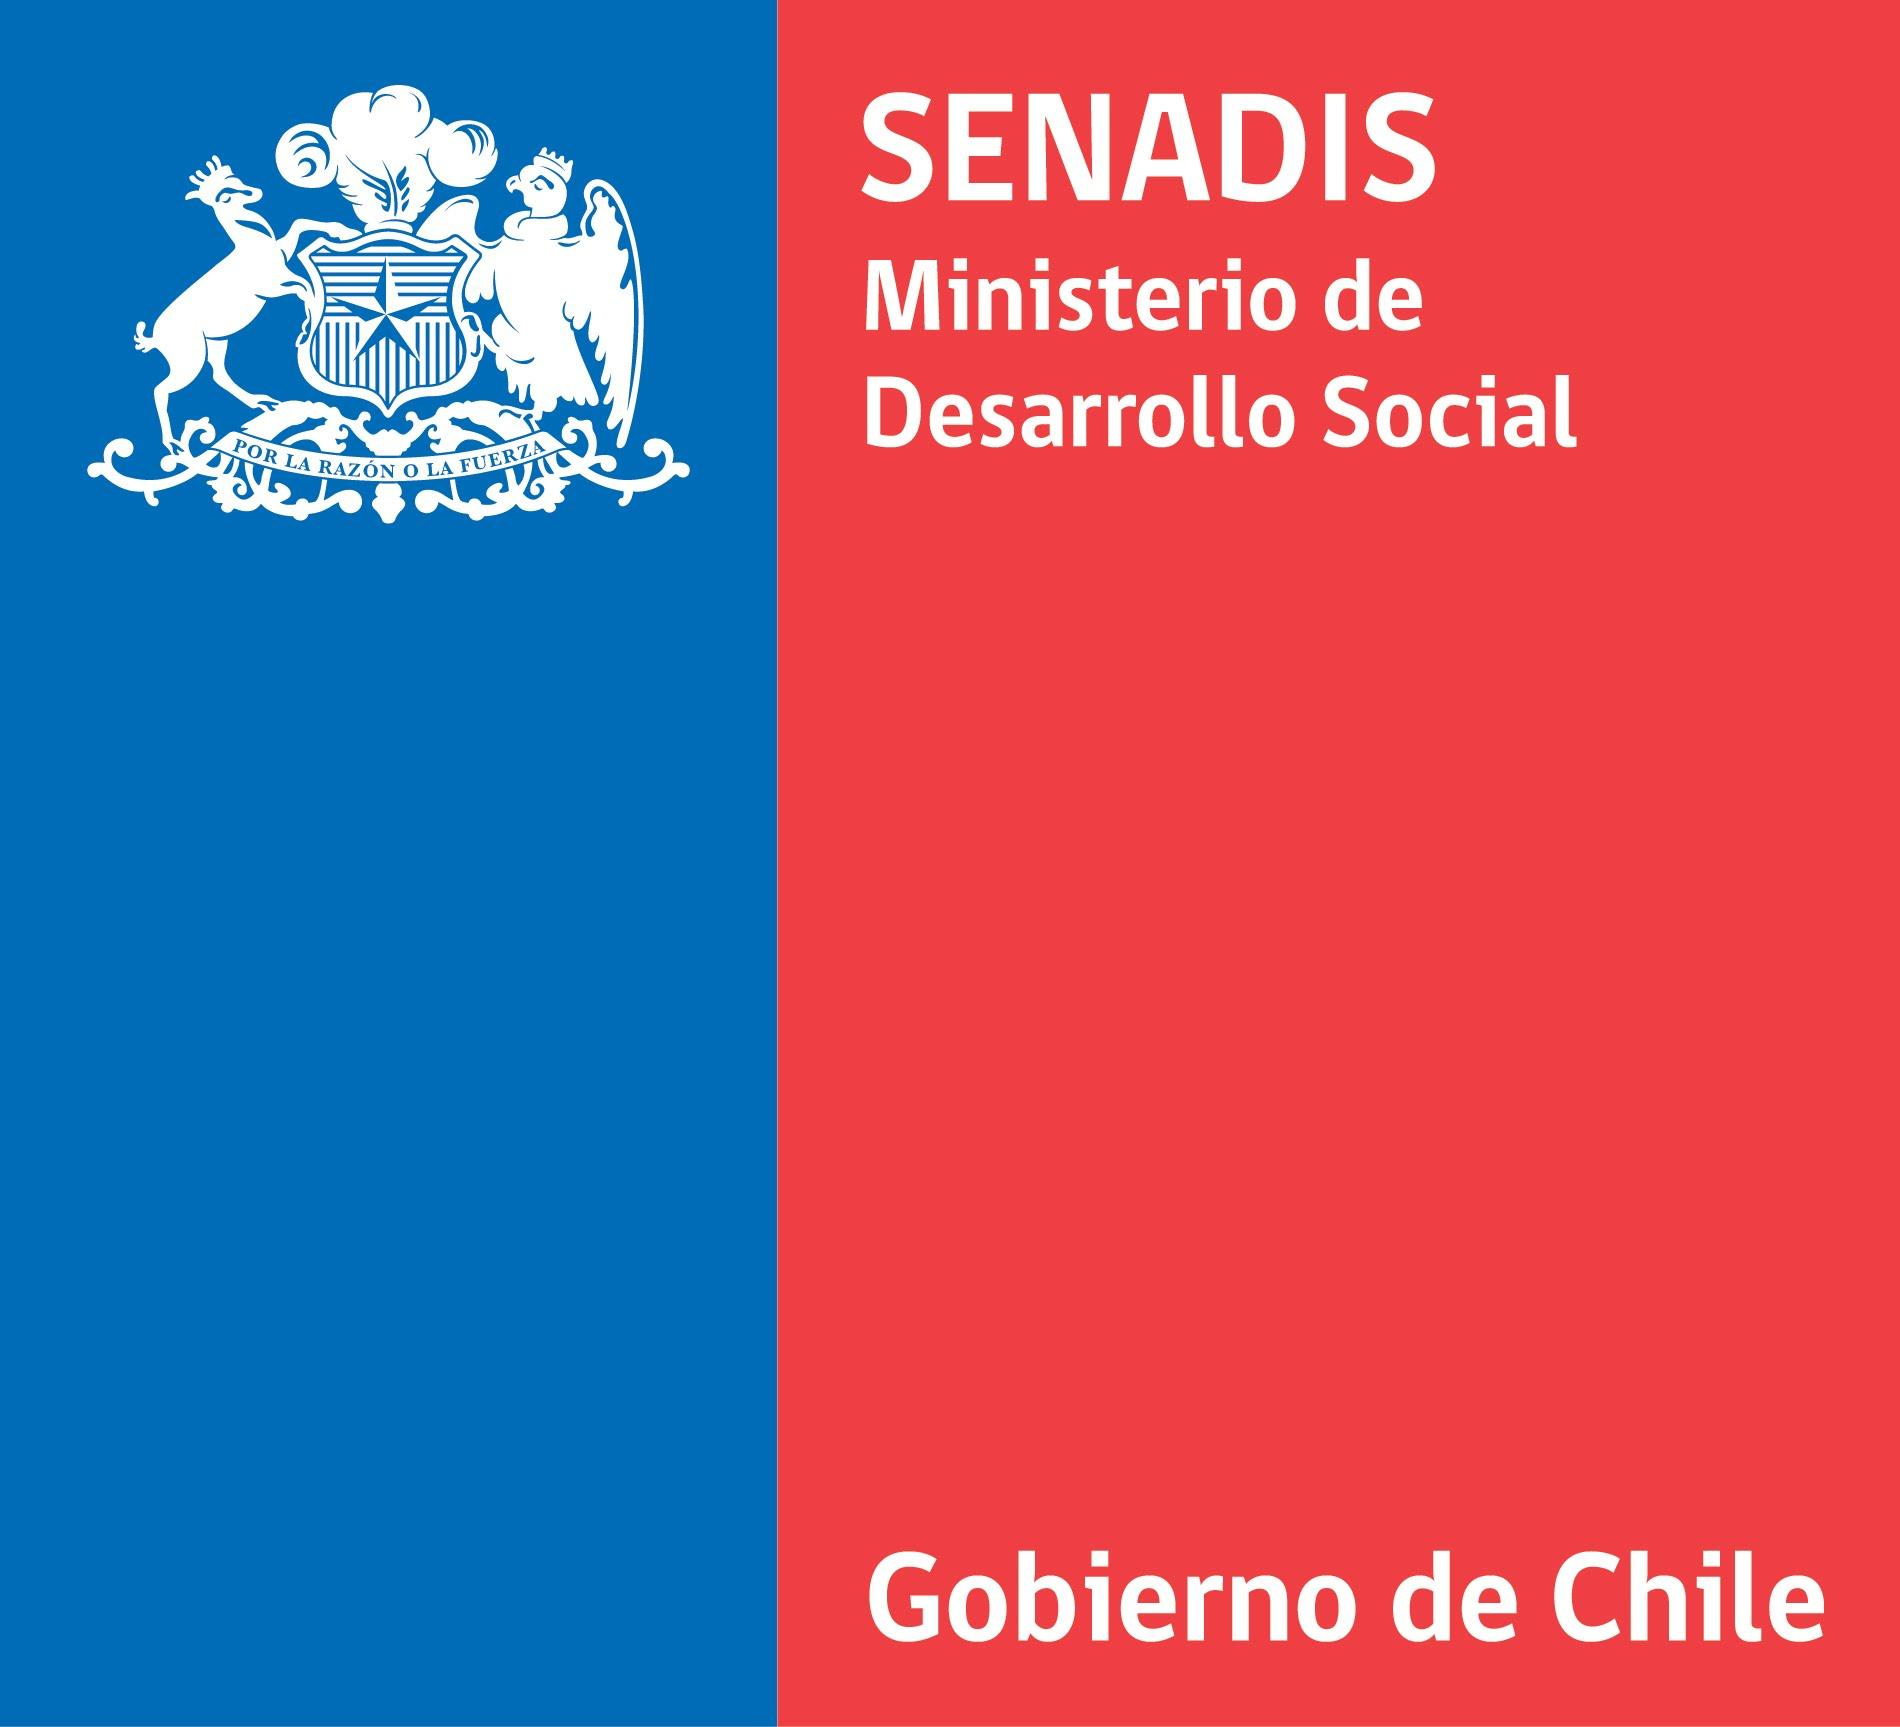 POR LA RAZÓN O LA FUERZA
SENADIS
Ministerio de
Desarrollo Social
Gobierno de Chile